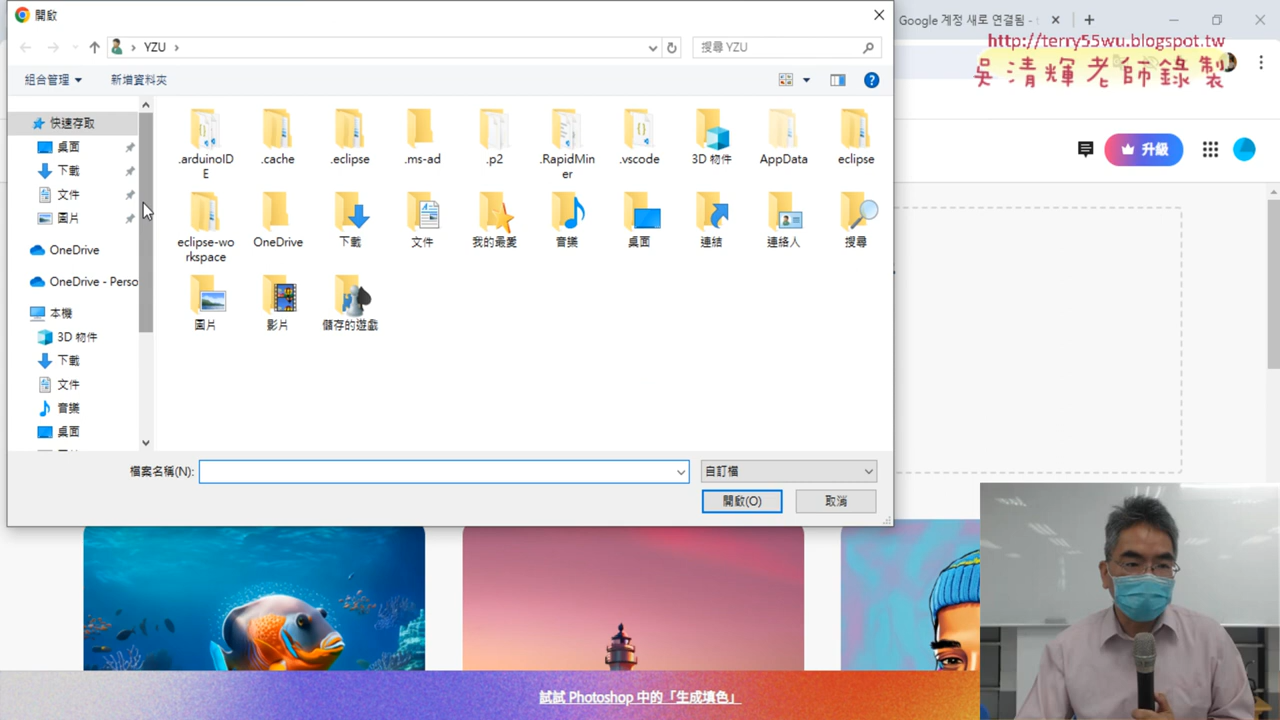 開啟
Google 계정 새로 연결됨 -
http://terry55wu.blogspot.tw
吳清輝老師錄製
YZU
搜尋 YZU
組合管理
新增資料夾
快速存取
桌面
下載
文件
圖片
OneDrive
OneDrive - Perso
本機
3D 物件
下載
文件
音樂
桌面
.arduinoID
E
.cache
.eclipse
.ms-ad
.p2
.RapidMin
er
.vscode
3D 物件
AppData
eclipse
eclipse-wo
rkspace
OneDrive
下載
文件
我的最愛
音樂
桌面
連結
連絡人
搜尋
圖片
影片
儲存的遊戲
檔案名稱(N):
自訂檔
開啟(O)
取消
升級
試試 Photoshop 中的「生成填色」